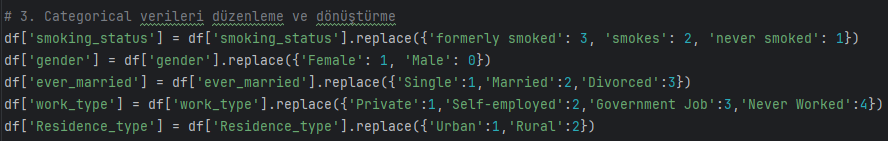 # 3. Categorical verileri düzenleme ve dönüştürme
df['smoking_status'] = df['smoking_status'].replace({'formerly smoked': 3, 'smokes': 2, 'never smoked': 1})
df['gender'] = df['gender'].replace({'Female': 1, 'Male': 0})
df['ever_married'] = df['ever_married'].replace({'Single':1,'Married':2,'Divorced':3})
df['work_type'] = df['work_type'].replace({'Private':1,'Self-employed':2,'Government Job':3,'Never Worked':4})
df['Residence_type'] = df['Residence_type'].replace({'Urban':1,'Rural':2})